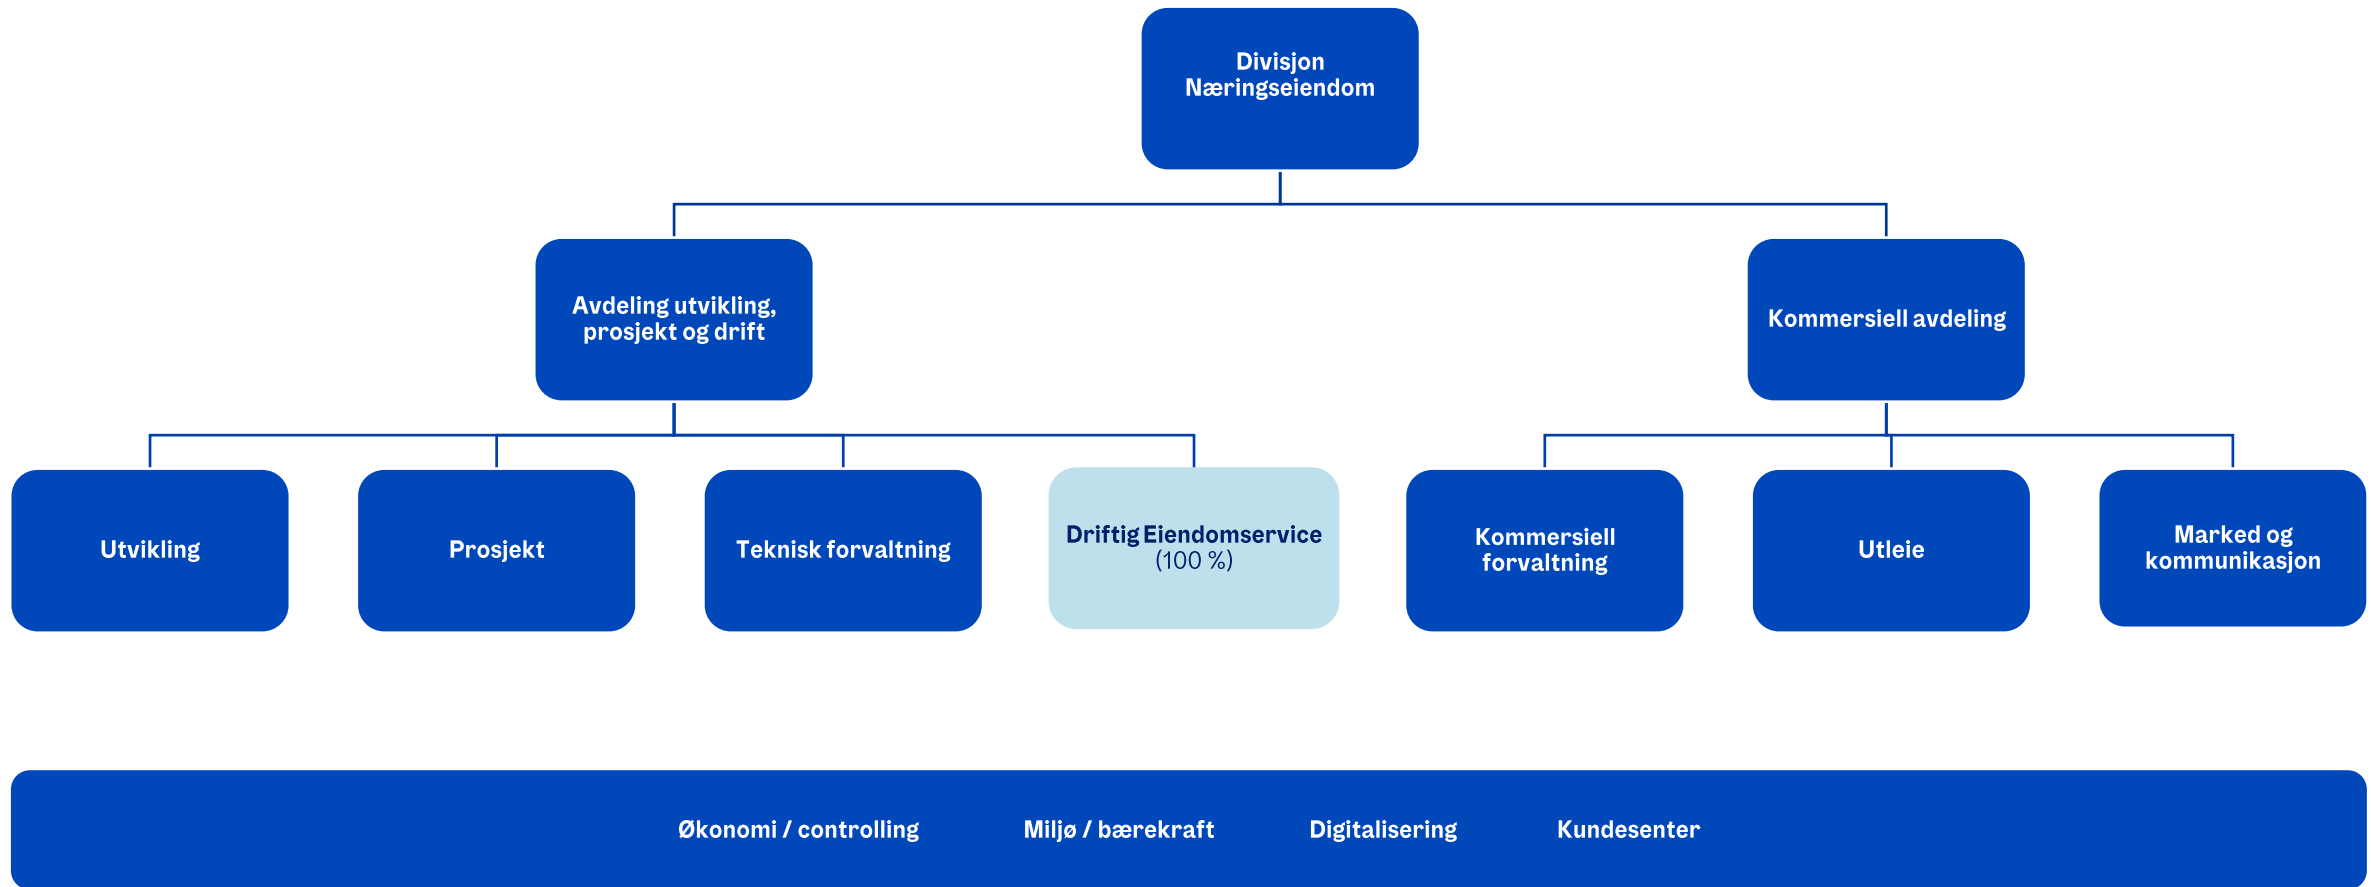 Divisjon
Næringseiendom
Avdeling utvikling,
prosjekt og drift
Kommersiell avdeling
Utvikling
Prosjekt
Teknisk forvaltning
Driftig Eiendomservice
(100 %)
Kommersiell
forvaltning
Utleie
Marked og
kommunikasjon
Økonomi / controlling
Miljø / bærekraft
Digitalisering
Kundesenter